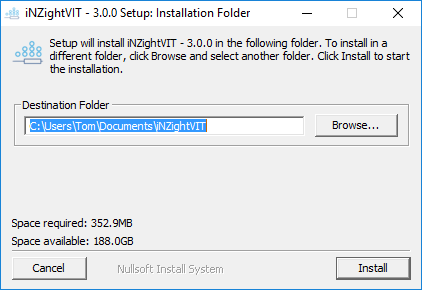 iNZightVIT - 3.0.0 Setup: Installation Folder
Setup will install iNZightVIT - 3.0.0 in the following folder. To install in a
different folder, click Browse and select another folder. Click Install to start
the installation.
Destination Folder
C:\Users\Tom\Documents\iNZightVIT
Browse...
Space required: 352.9MB
Space available: 188.0GB
Cancel
Nullsoft Install System
Install